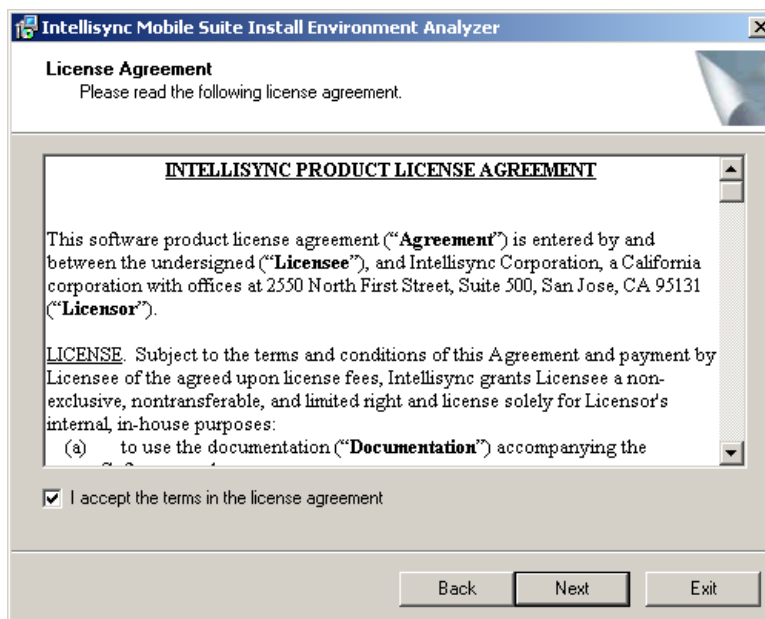 Intellisync Mobile Suite Install Environment Analyzer
License Agreement
Please read the following license agreement.
INTELLISYNC PRODUCT LICENSE AGREEMENT
This software product license agreement (“Agreement”) is entered by and
between the undersigned (“Licensee”), and Intellisync Corporation, a California
corporation with offices at 2550 North First Street, Suite 500, San Jose, CA 95131
(“Licensor”).
LICENSE. Subject to the terms and conditions of this Agreement and payment by
Licensee of the agreed upon license fees, Intellisync grants Licensee a non-
exclusive, nontransferable, and limited right and license solely for Licensor's
internal, in-house purposes:
(a) to use the documentation (“Documentation”) accompanying the
I accept the terms in the license agreement
Back Next Exit